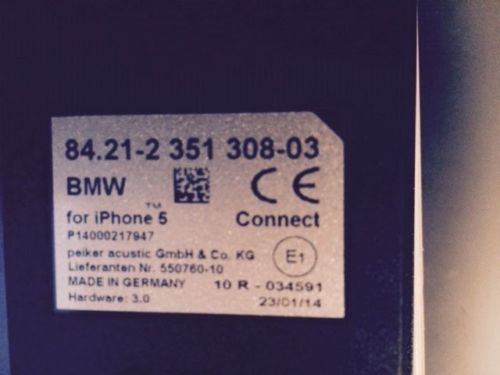 84.21-2 351 308-03
BMW CE
for iPhone 5™ Connect
P14000217947
peiker acustic GmbH & Co. KG E1
Lieferanten Nr. 550760-10
MADE IN GERMANY 10 R - 034591
Hardware: 3.0 23/01/14